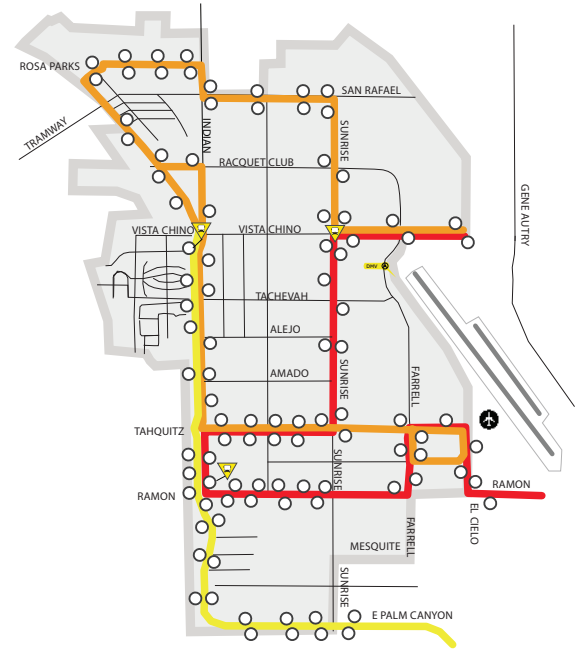 ROSA PARKS
SAN RAFAEL
TRAMWAY
INDIAN
SUNRISE
RACQUET CLUB
GENE AUTRY
VISTA CHINO
VISTA CHINO
DMV
TACHEVAH
ALEJO
SUNRISE
AMADO
FARRELL
TAHQUITZ
SUNRISE
RAMON
RAMON
EL CIELO
FARRELL
MESQUITE
SUNRISE
E PALM CANYON